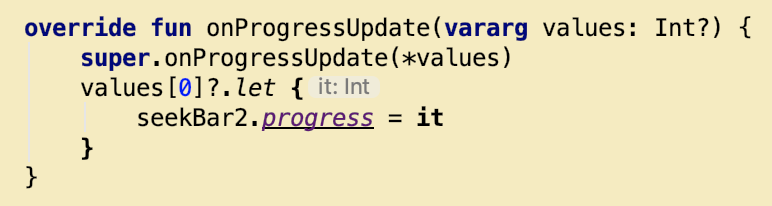 override fun onProgressUpdate(vararg values: Int?) {
    super.onProgressUpdate(*values)
    values[0]?.let { it: Int
        seekBar2.progress = it
    }
}